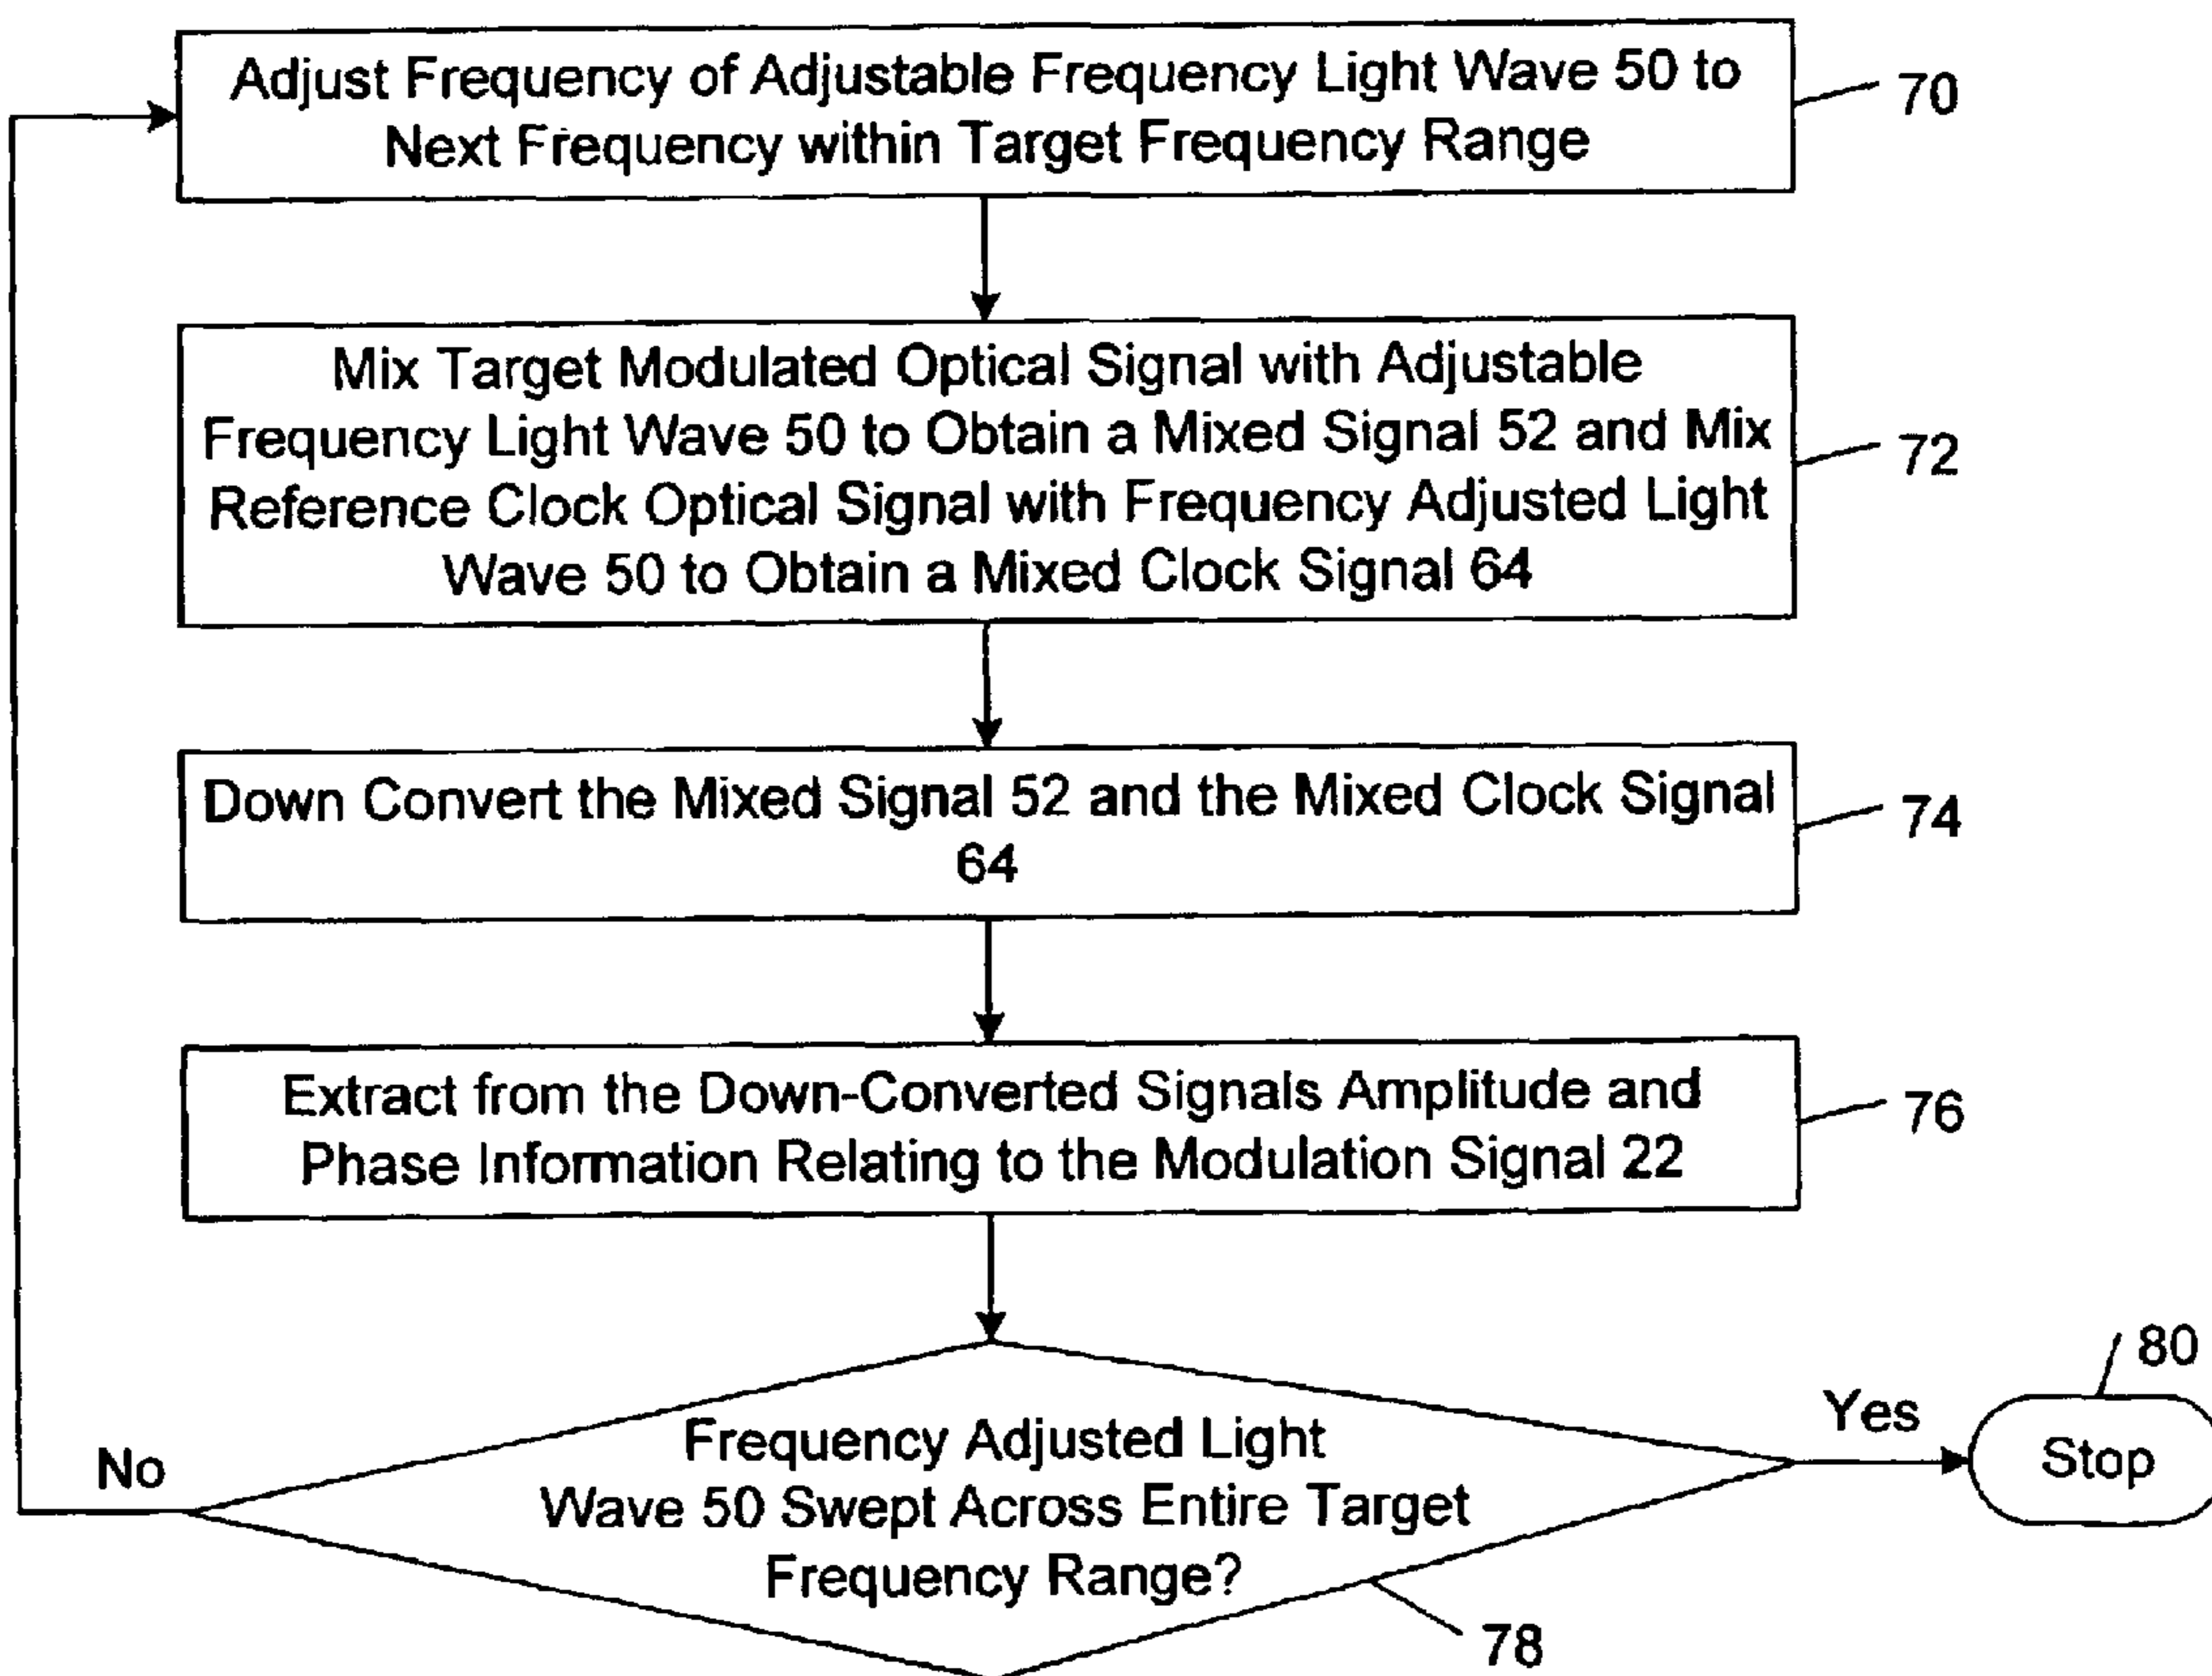 Adjust Frequency of Adjustable Frequency Light Wave 50 to
Next Frequency within Target Frequency Range
70
Mix Target Modulated Optical Signal with Adjustable
Frequency Light Wave 50 to Obtain a Mixed Signal 52 and Mix
Reference Clock Optical Signal with Frequency Adjusted Light
Wave 50 to Obtain a Mixed Clock Signal 64
72
Down Convert the Mixed Signal 52 and the Mixed Clock Signal
64
74
Extract from the Down-Converted Signals Amplitude and
Phase Information Relating to the Modulation Signal 22
76
Frequency Adjusted Light
Wave 50 Swept Across Entire Target
Frequency Range?
78
No
Yes
Stop
80